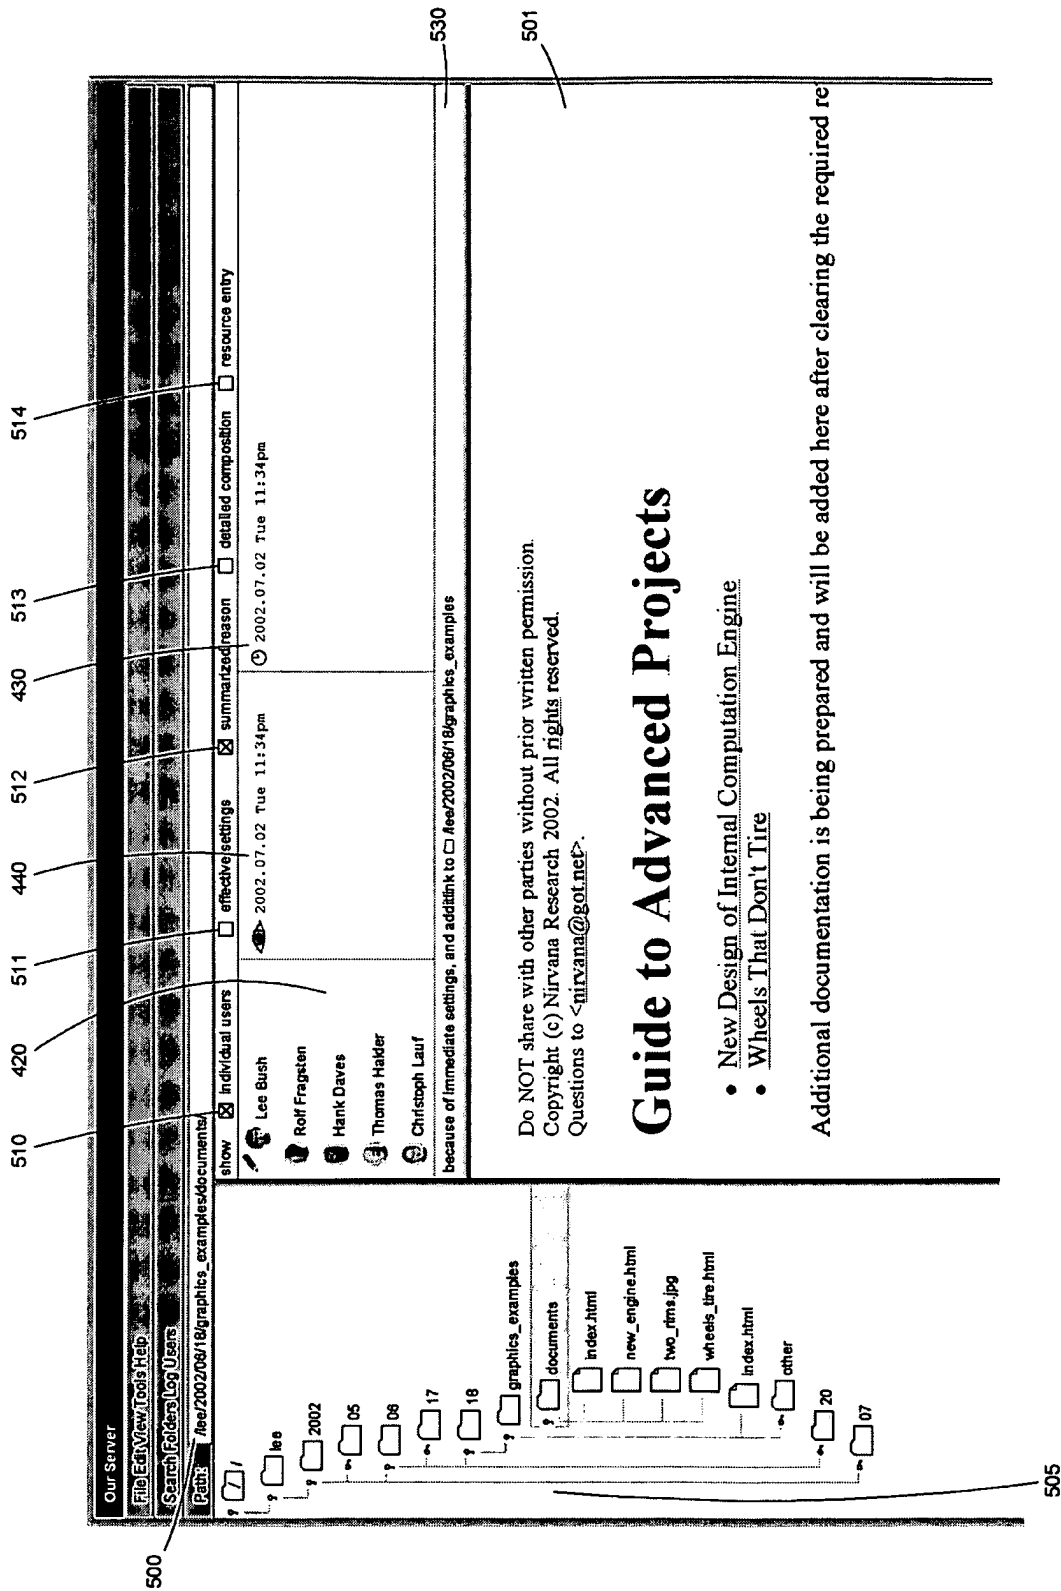 510 420 511 440 512 430 513 514
Our Server
File Edit View Tools Help
Search Folders Log Users
500
Path: /lee/2002/06/18/graphics_examples/documents/
show individual users effective settings summarized reason detailed composition resource entry
/
lee
2002
05
06
17
18
graphics_examples
documents
index.html
new_engine.html
two_rims.jpg
wheels_tire.html
index.html
other
20
07
505
Lee Bush
Rolf Fragsten
Hank Daves
Thomas Halder
Christoph Lauf
2002.07.02 Tue 11:34pm
2002.07.02 Tue 11:34pm
because of immediate settings, and additlink to /lee/2002/06/18/graphics_examples
530
501
Do NOT share with other parties without prior written permission.
Copyright (c) Nirvana Research 2002. All rights reserved.
Questions to <nirvana@got.net>.
Guide to Advanced Projects
• New Design of Internal Computation Engine
• Wheels That Don't Tire
Additional documentation is being prepared and will be added here after clearing the required re